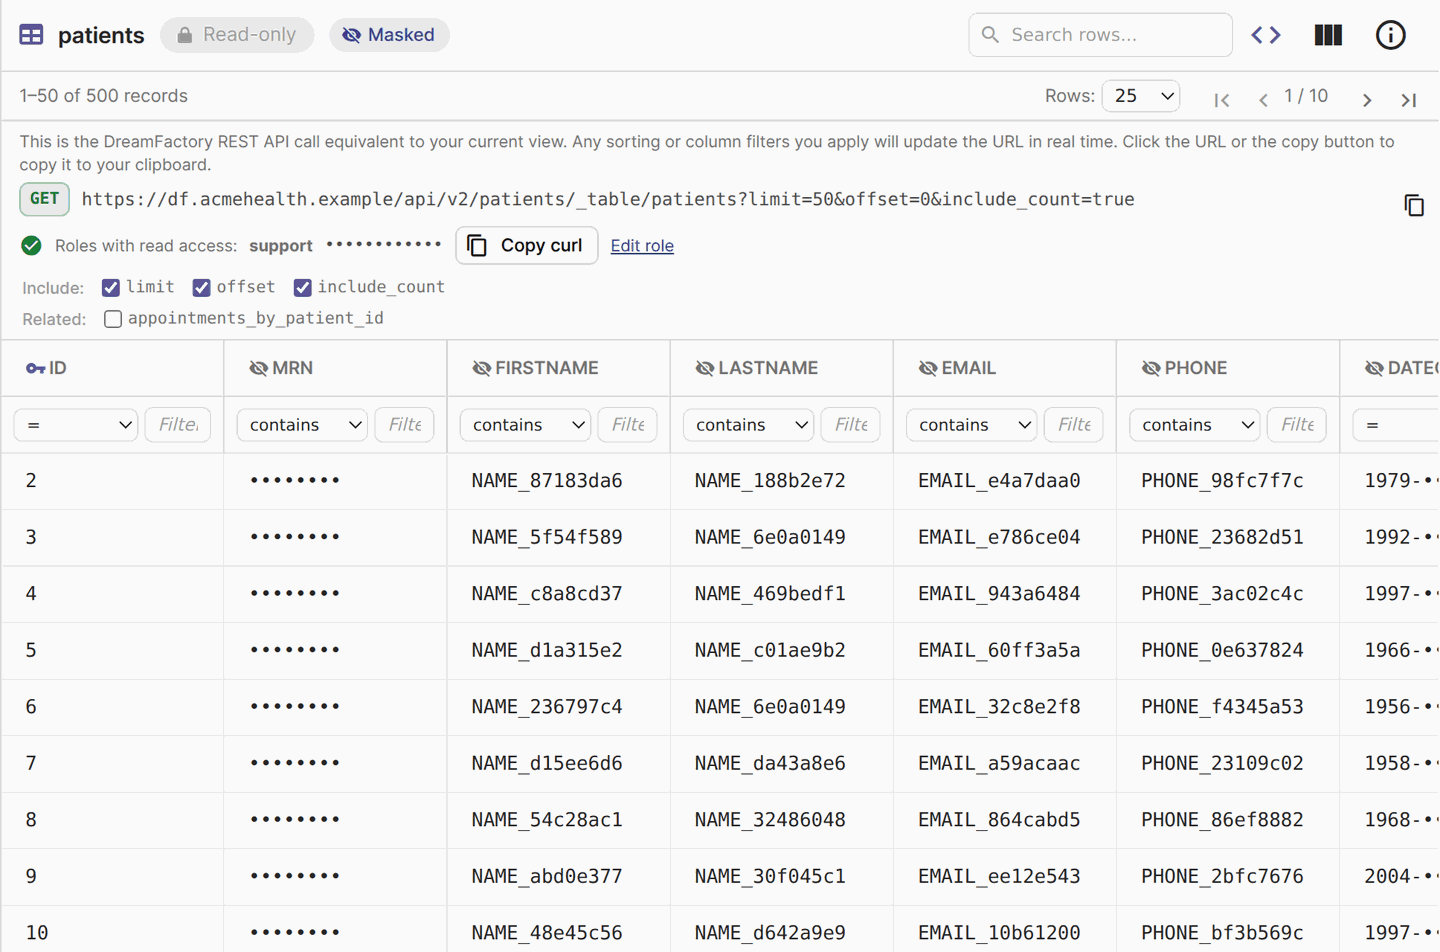 patients Read-only Masked Search rows...
1–50 of 500 records Rows: 25 1 / 10
This is the DreamFactory REST API call equivalent to your current view. Any sorting or column filters you apply will update the URL in real time. Click the URL or the copy button to
copy it to your clipboard.
GET https://df.acmehealth.example/api/v2/patients/_table/patients?limit=50&offset=0&include_count=true
Roles with read access: support •••••••••••• Copy curl Edit role
Include: limit offset include_count
Related: appointments_by_patient_id
ID MRN FIRSTNAME LASTNAME EMAIL PHONE DATEO
= Filter contains Filte contains Filte contains Filte contains Filte contains Filte =
2 •••••••• NAME_87183da6 NAME_188b2e72 EMAIL_e4a7daa0 PHONE_98fc7f7c 1979-••
3 •••••••• NAME_5f54f589 NAME_6e0a0149 EMAIL_e786ce04 PHONE_23682d51 1992-••
4 •••••••• NAME_c8a8cd37 NAME_469bedf1 EMAIL_943a6484 PHONE_3ac02c4c 1997-••
5 •••••••• NAME_d1a315e2 NAME_c01ae9b2 EMAIL_60ff3a5a PHONE_0e637824 1966-••
6 •••••••• NAME_236797c4 NAME_6e0a0149 EMAIL_32c8e2f8 PHONE_f4345a53 1956-••
7 •••••••• NAME_d15ee6d6 NAME_da43a8e6 EMAIL_a59acaac PHONE_23109c02 1958-••
8 •••••••• NAME_54c28ac1 NAME_32486048 EMAIL_864cabd5 PHONE_86ef8882 1968-••
9 •••••••• NAME_abd0e377 NAME_30f045c1 EMAIL_ee12e543 PHONE_2bfc7676 2004-••
10 •••••••• NAME_48e45c56 NAME_d642a9e9 EMAIL_10b61200 PHONE_bf3b569c 1997-••